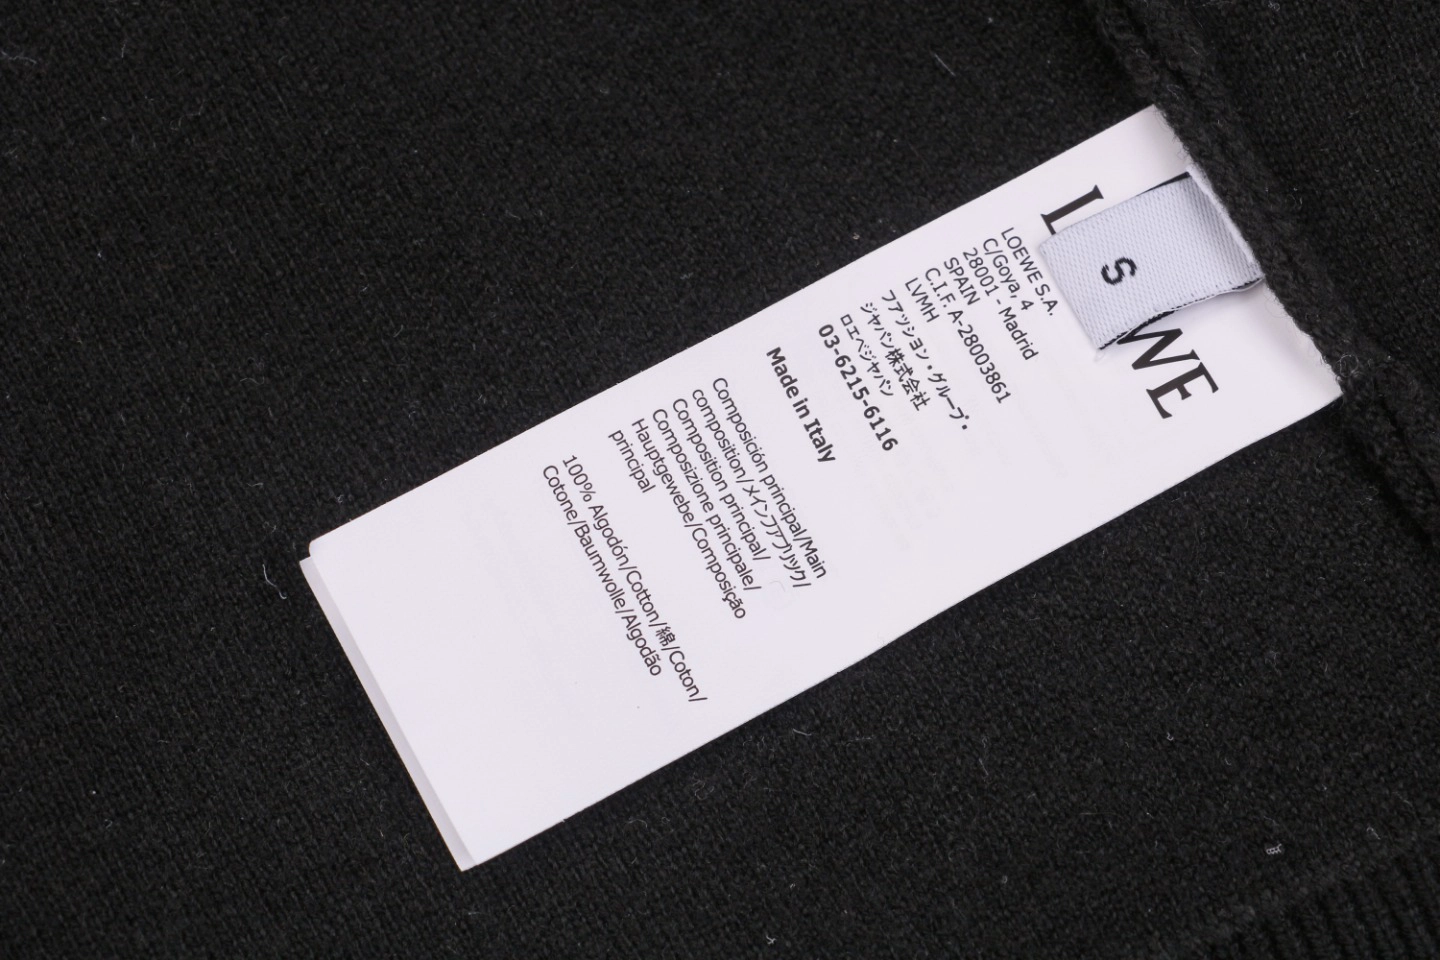 S
LOEWE S.A.
C/Goya, 4
28001 - Madrid
SPAIN
C.I.F. A-28003861
LVMH
ファッション・グループ・
ジャパン株式会社
ロエベジャパン
03-6215-6116
Made in Italy
Composición principal/Main
composition/メインファブリック/
Composition principal/
Composizione principale/
Hauptgewebe/Composição
principal
100% Algodón/Cotton/綿/Coton/
Cotone/Baumwolle/Algodão